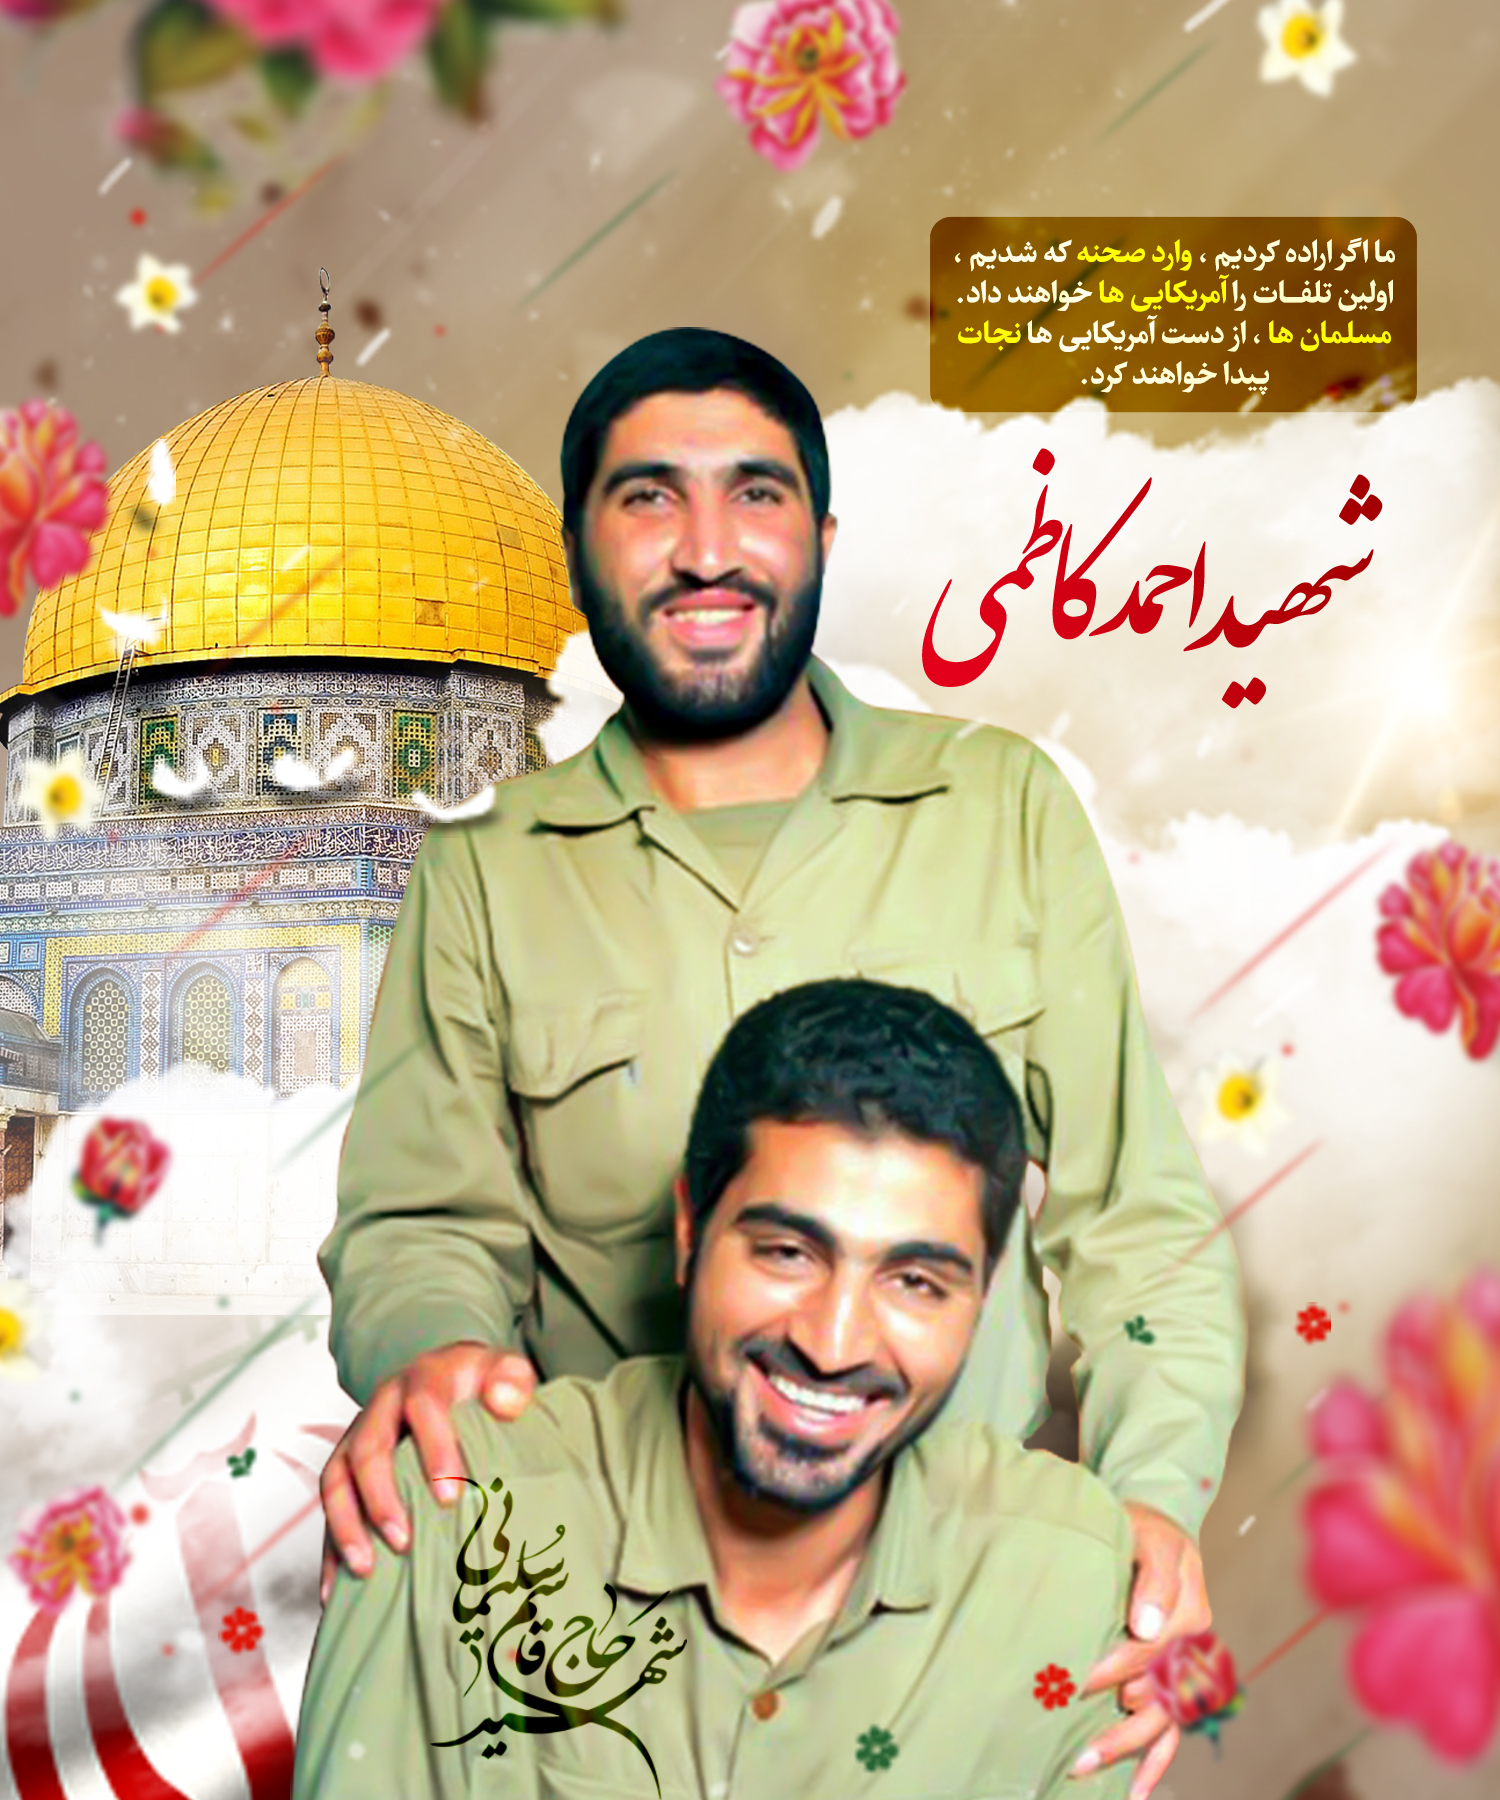 ما اگر اراده کردیم ، وارد صحنه که شدیم ،
اولین تلفــات را آمریکایی ها خواهند داد.
مسلمان ها ، از دست آمریکایی ها نجات
پیدا خواهند کرد.
شهید احمد کاظمی
شهید حاج قاسم سلیمانی